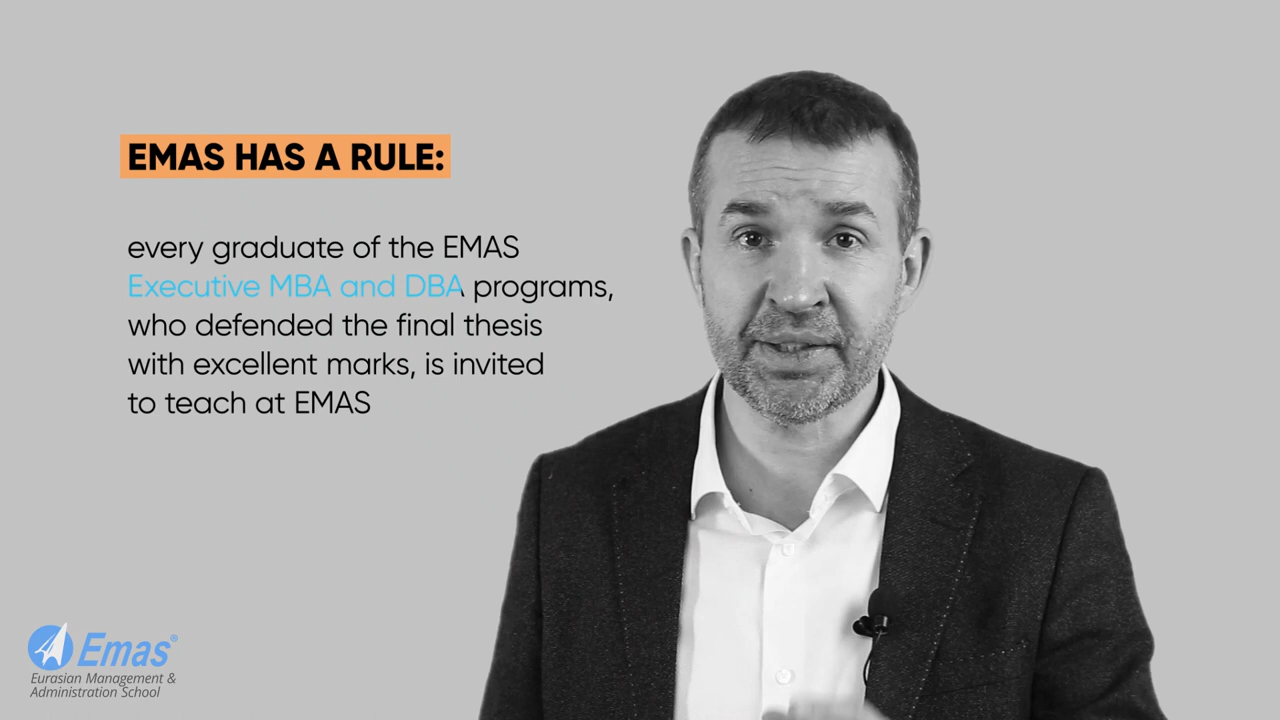 EMAS HAS A RULE:
every graduate of the EMAS
Executive MBA and DBA programs,
who defended the final thesis
with excellent marks, is invited
to teach at EMAS
Emas®
Eurasian Management &
Administration School